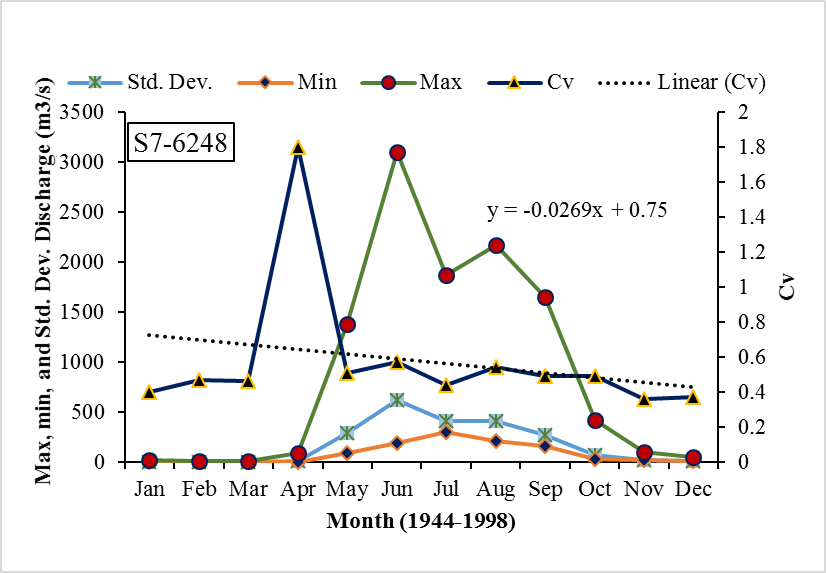 Std. Dev. Min Max Cv Linear (Cv)
Max, min, and Std. Dev. Discharge (m3/s)
3500
3000
2500
2000
1500
1000
500
0
S7-6248
y = -0.0269x + 0.75
2
1.8
1.6
1.4
1.2
1
0.8
0.6
0.4
0.2
0
Cv
Jan Feb Mar Apr May Jun Jul Aug Sep Oct Nov Dec
Month (1944-1998)